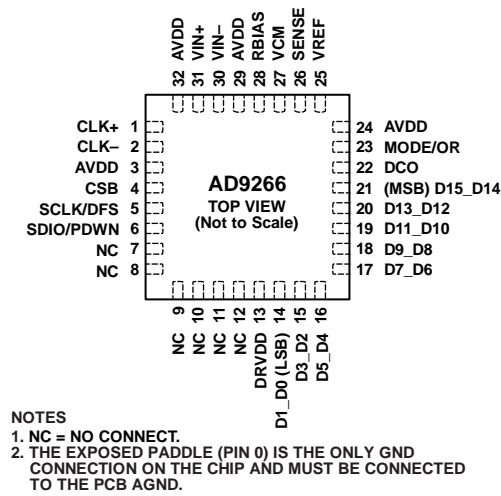 32 AVDD
31 VIN+
30 VIN–
29 AVDD
28 RBIAS
27 VCM
26 SENSE
25 VREF
CLK+ 1
CLK– 2
AVDD 3
CSB 4
SCLK/DFS 5
SDIO/PDWN 6
NC 7
NC 8
AD9266
TOP VIEW
(Not to Scale)
24 AVDD
23 MODE/OR
22 DCO
21 (MSB) D15_D14
20 D13_D12
19 D11_D10
18 D9_D8
17 D7_D6
NC 9
NC 10
NC 11
NC 12
DRVDD 13
D1_D0 (LSB) 14
D3_D2 15
D5_D4 16
NOTES
1. NC = NO CONNECT.
2. THE EXPOSED PADDLE (PIN 0) IS THE ONLY GND
CONNECTION ON THE CHIP AND MUST BE CONNECTED
TO THE PCB AGND.